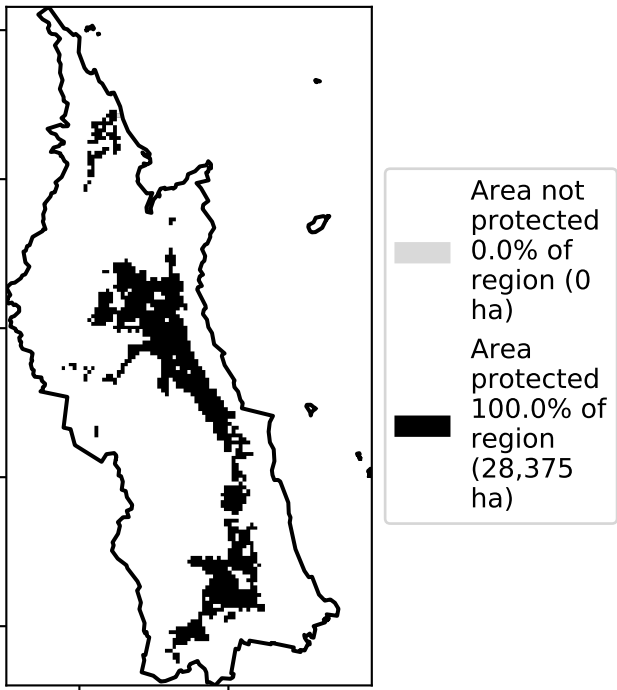 Area not
protected
0.0% of
region (0
ha)
Area
protected
100.0% of
region
(28,375
ha)